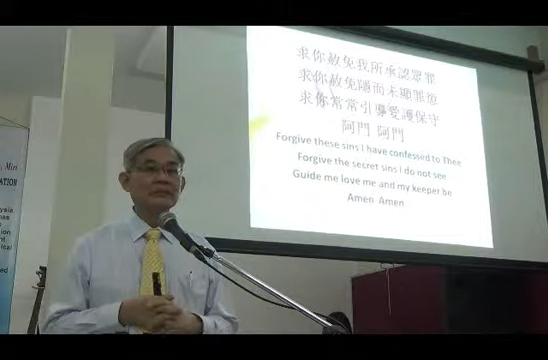 求你赦免我所承認眾罪
求你赦免隱而未顯罪愆
求你常常引導愛護保守
阿門 阿門
Forgive these sins I have confessed to Thee
Forgive the secret sins I do not see
Guide me love me and my keeper be
Amen Amen
Min
ATION